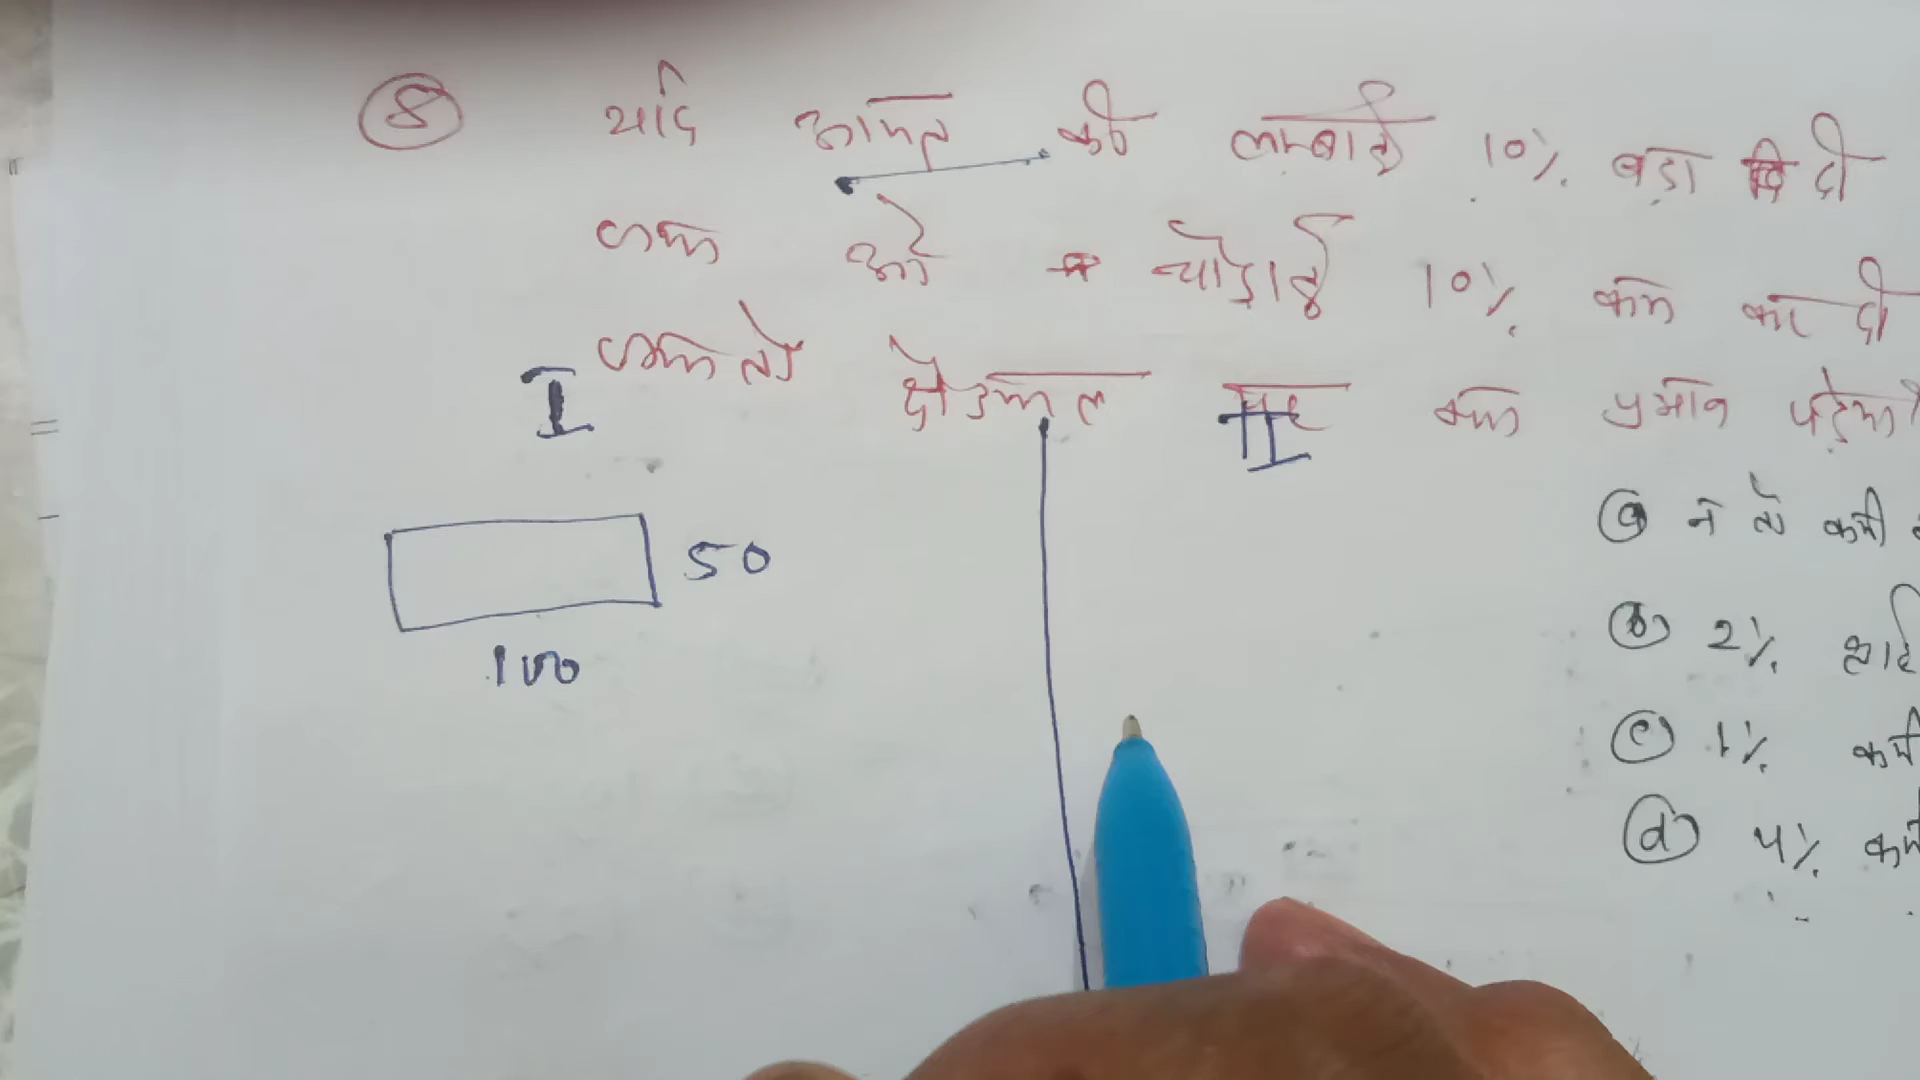 8 यदि आयत की लम्बाई 10% बड़ा दी
जाय और चौड़ाई 10% कम कर दी
जाय तो क्षेत्रफल पर क्या प्रभाव पड़ेगा
I II
50
100
a न तो कमी
b 2%
c 1% कमी
d 4% कमी